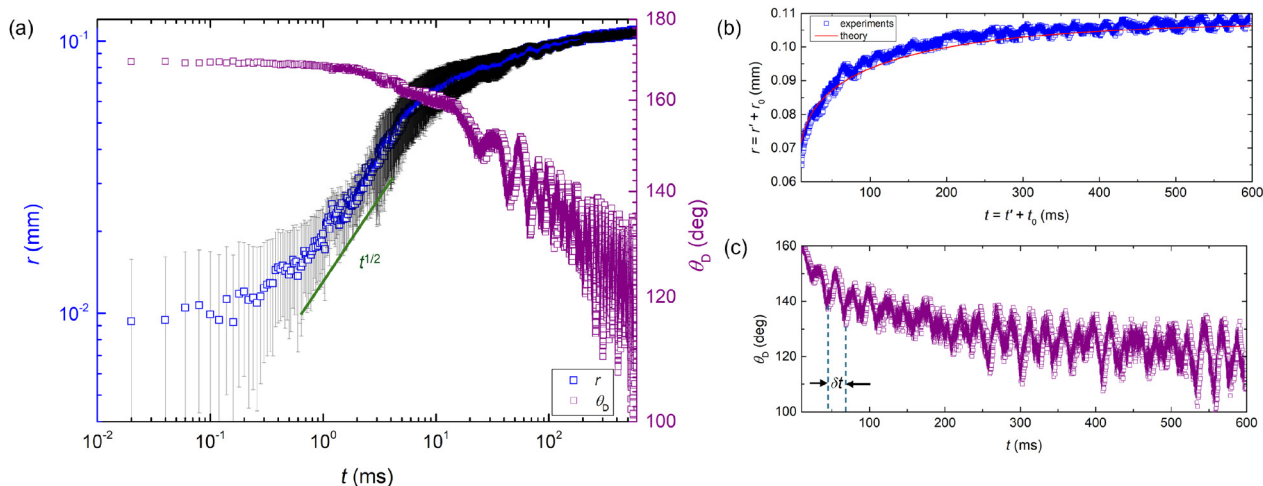 (a)
10⁻¹
10⁻²
r (mm)
t^{1/2}
r
θ_D
180
160
140
120
100
θ_D (deg)
10⁻² 10⁻¹ 10⁰ 10¹ 10²
t (ms)
(b)
0.11
0.10
0.09
0.08
0.07
0.06
r = r′ + r₀ (mm)
experiments
theory
100 200 300 400 500 600
t = t′ + t₀ (ms)
(c)
160
140
120
100
θ_D (deg)
δt
100 200 300 400 500 600
t (ms)